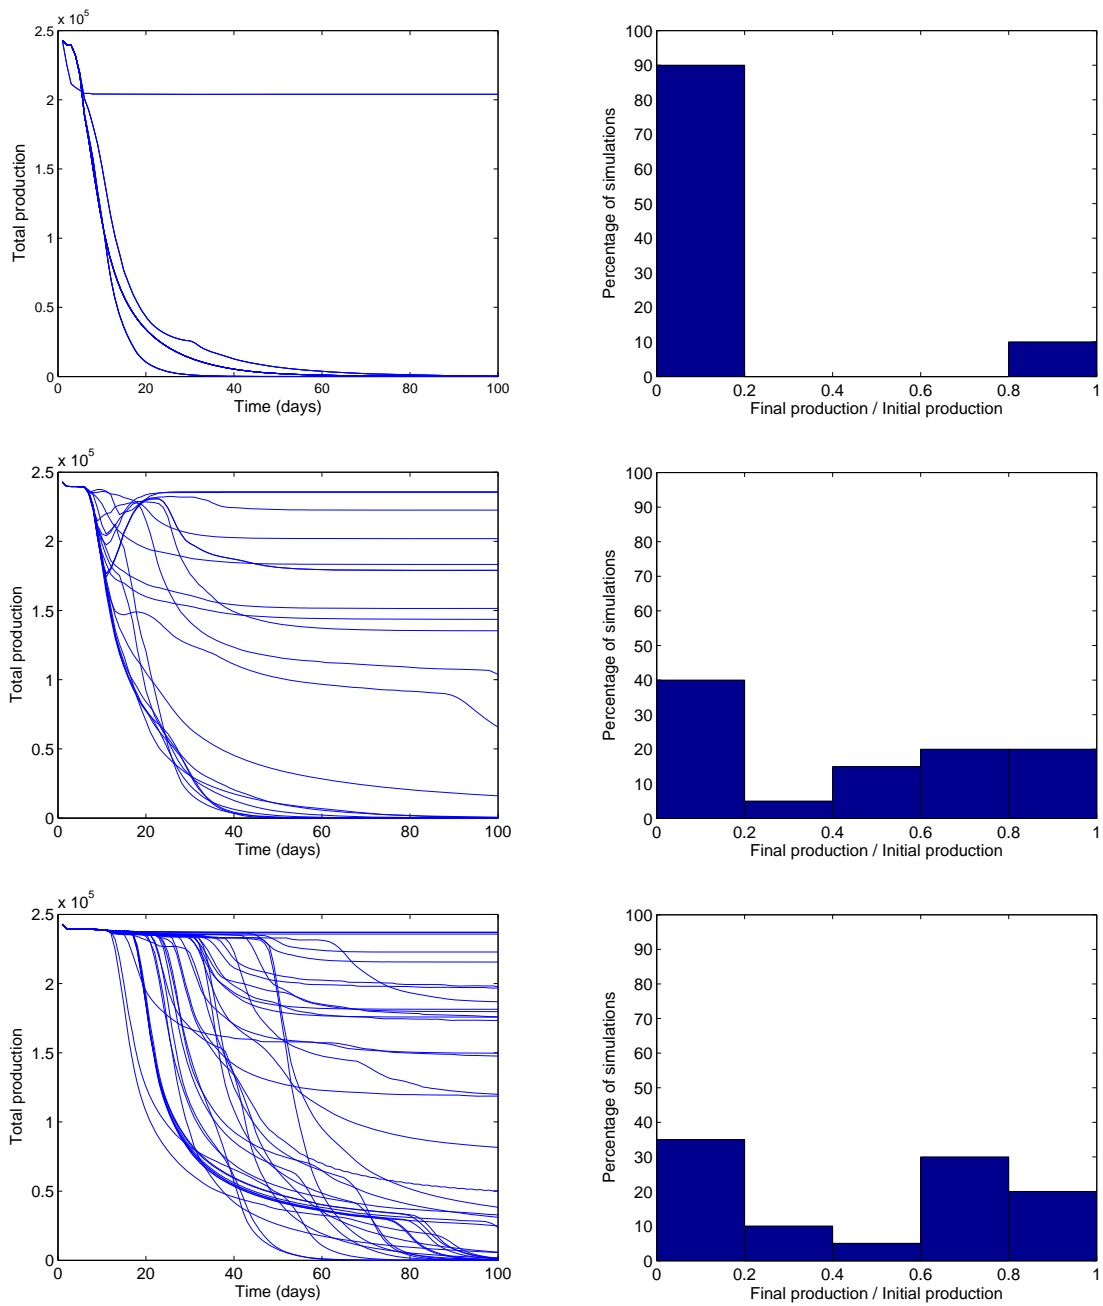 x 10^5
2.5
2
1.5
1
0.5
0
0 20 40 60 80 100
Total production
Time (days)
100
90
80
70
60
50
40
30
20
10
0
0 0.2 0.4 0.6 0.8 1
Percentage of simulations
Final production / Initial production
x 10^5
2.5
2
1.5
1
0.5
0
0 20 40 60 80 100
Total production
Time (days)
100
90
80
70
60
50
40
30
20
10
0
0 0.2 0.4 0.6 0.8 1
Percentage of simulations
Final production / Initial production
x 10^5
2.5
2
1.5
1
0.5
0
0 20 40 60 80 100
Total production
Time (days)
100
90
80
70
60
50
40
30
20
10
0
0 0.2 0.4 0.6 0.8 1
Percentage of simulations
Final production / Initial production